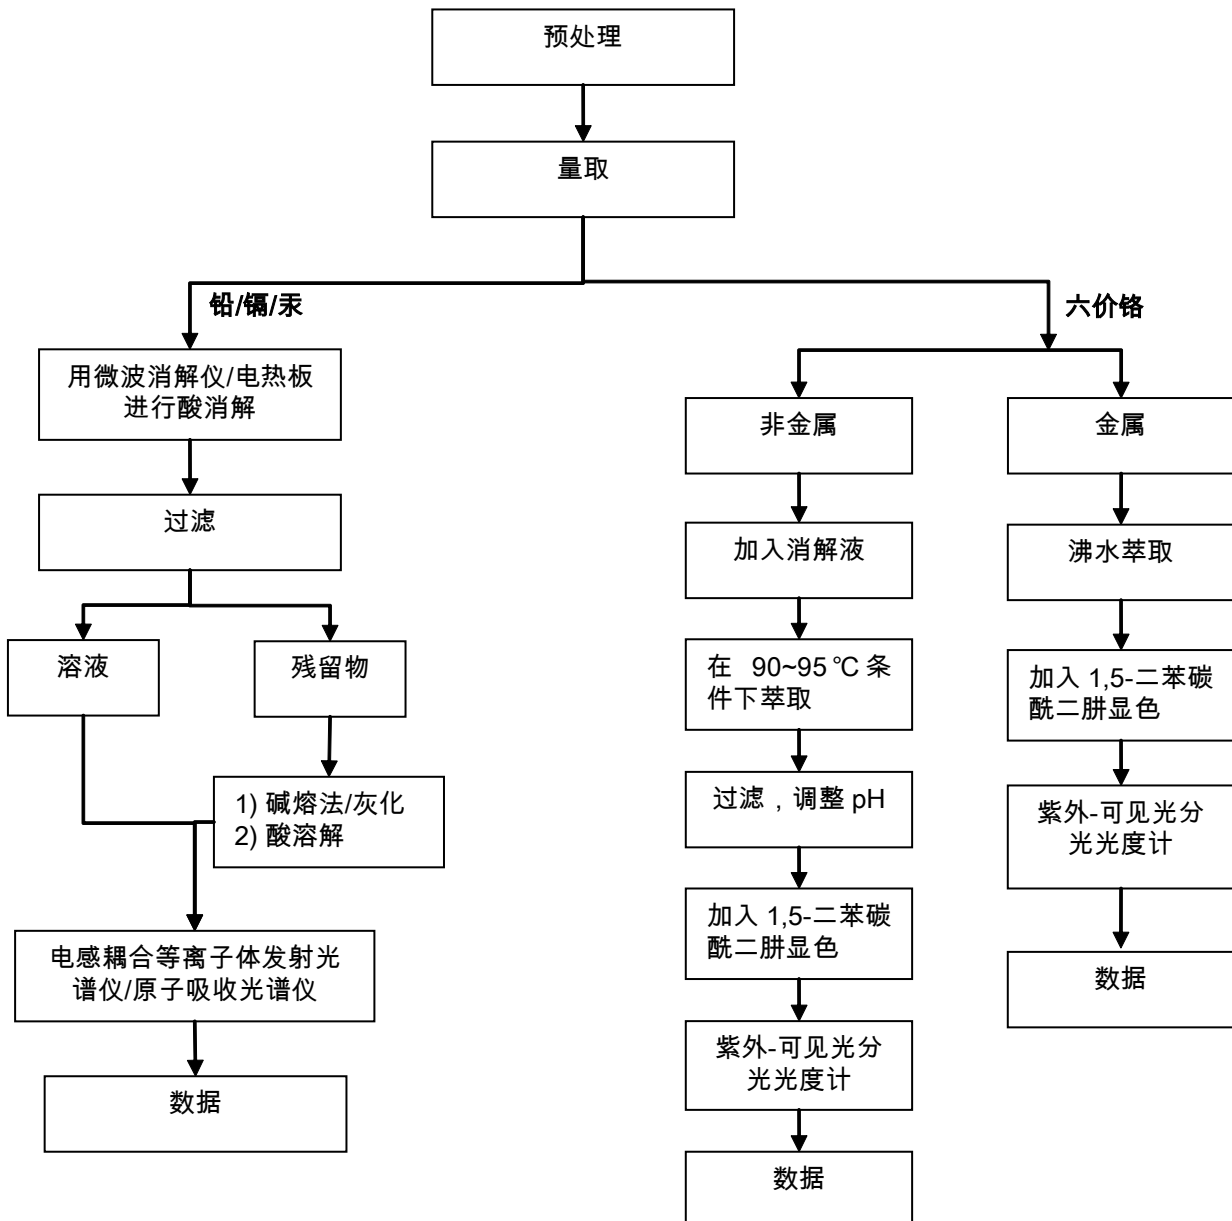 预处理
量取
铅/镉/汞
用微波消解仪/电热板
进行酸消解
过滤
溶液
残留物
1) 碱熔法/灰化
2) 酸溶解
电感耦合等离子体发射光
谱仪/原子吸收光谱仪
数据
六价铬
非金属
加入消解液
在 90~95 °C 条
件下萃取
过滤，调整 pH
加入 1,5-二苯碳
酰二肼显色
紫外-可见光分
光光度计
数据
金属
沸水萃取
加入 1,5-二苯碳
酰二肼显色
紫外-可见光分
光光度计
数据